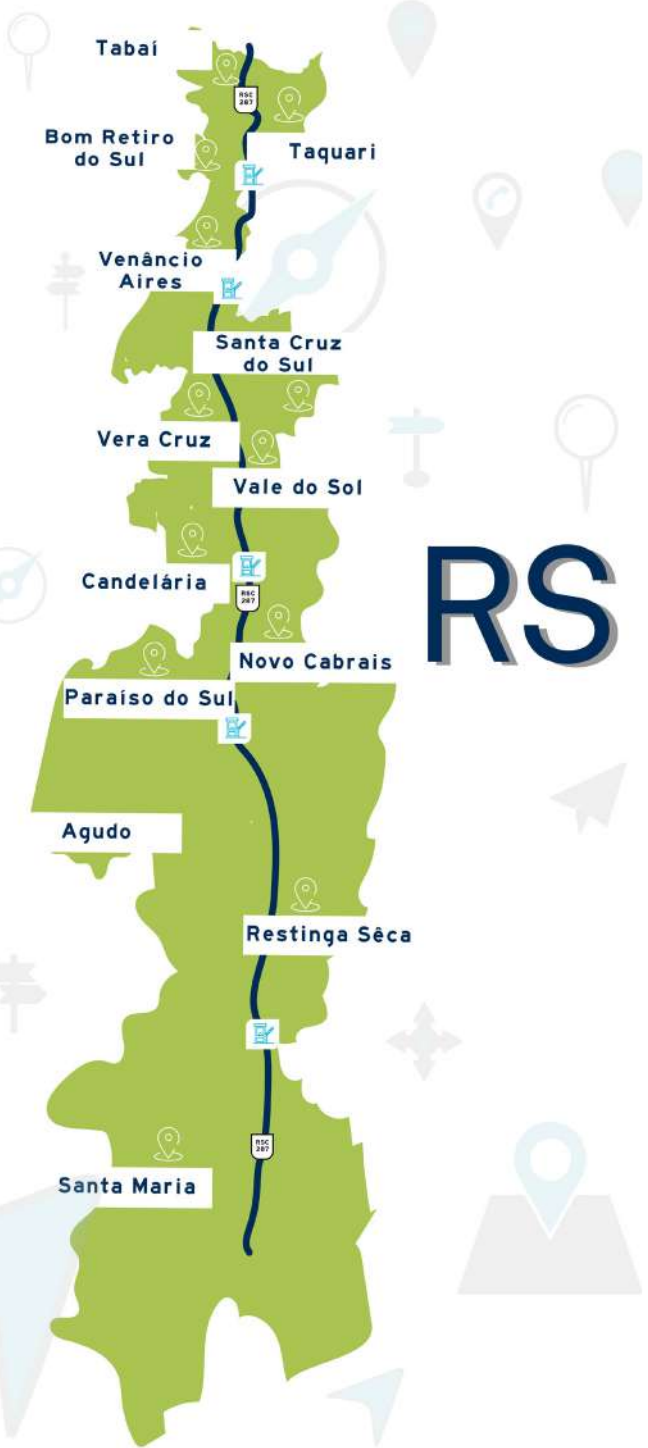 Tabaí
RSC
287
Bom Retiro
do Sul
Taquari
Venâncio
Aires
Santa Cruz
do Sul
Vera Cruz
Vale do Sol
Candelária
RSC
287
RS
Novo Cabrais
Paraíso do Sul
Agudo
Restinga Sêca
RSC
287
Santa Maria